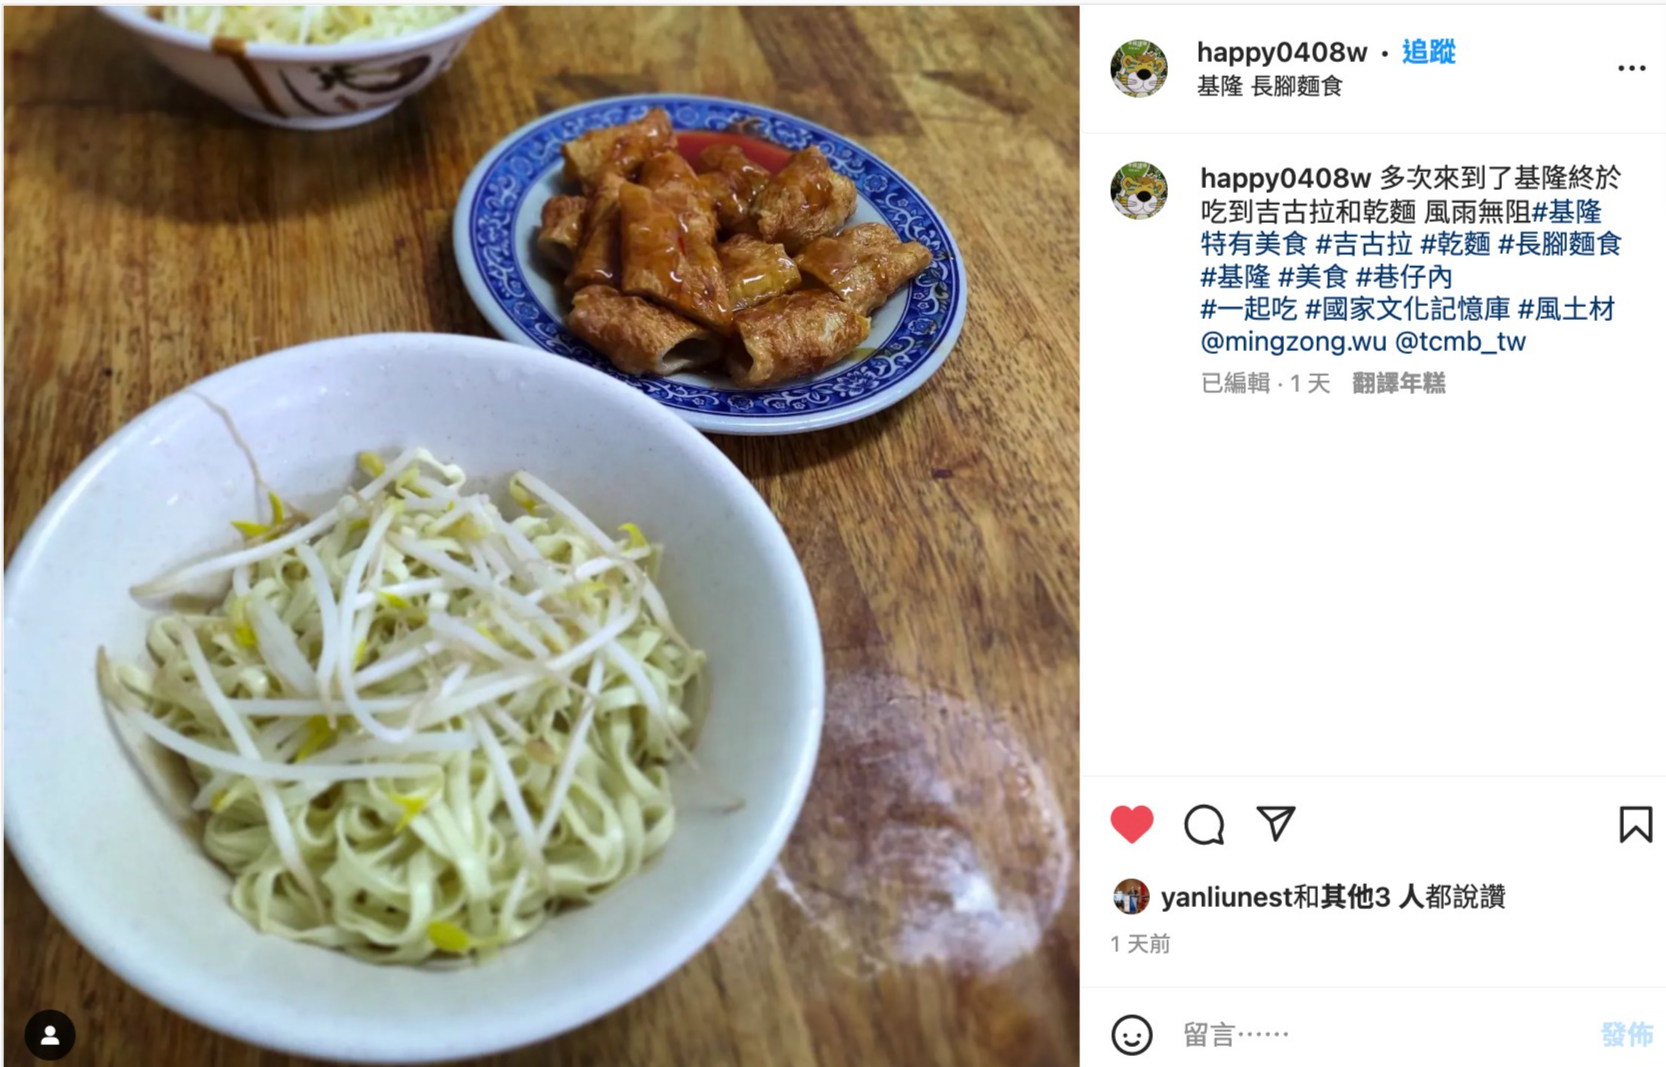 happy0408w • 追蹤
基隆 長腳麵食
happy0408w 多次來到了基隆終於
吃到吉古拉和乾麵 風雨無阻#基隆
特有美食 #吉古拉 #乾麵 #長腳麵食
#基隆 #美食 #巷仔內
#一起吃 #國家文化記憶庫 #風土材
@mingzong.wu @tcmb_tw
已編輯 · 1 天 翻譯年糕
yanliunest和其他3 人都說讚
1 天前
留言⋯⋯ 發佈